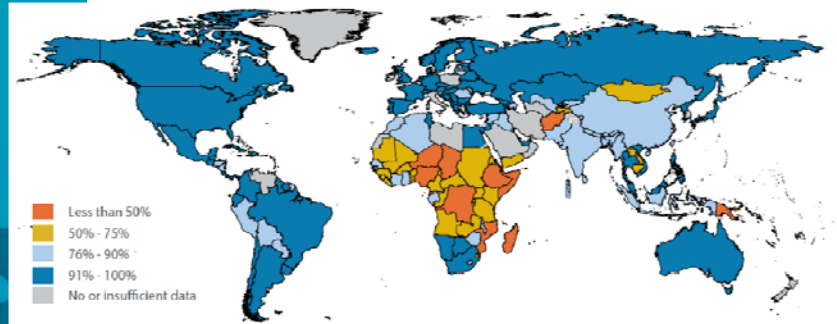 Less than 50%
50% - 75%
76% - 90%
91% - 100%
No or insufficient data